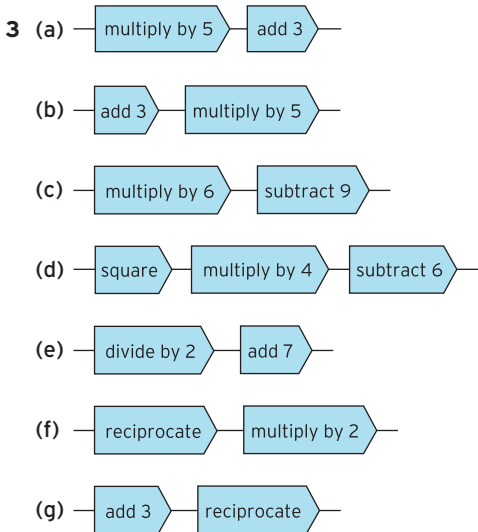 3 (a) multiply by 5 add 3
(b) add 3 multiply by 5
(c) multiply by 6 subtract 9
(d) square multiply by 4 subtract 6
(e) divide by 2 add 7
(f) reciprocate multiply by 2
(g) add 3 reciprocate